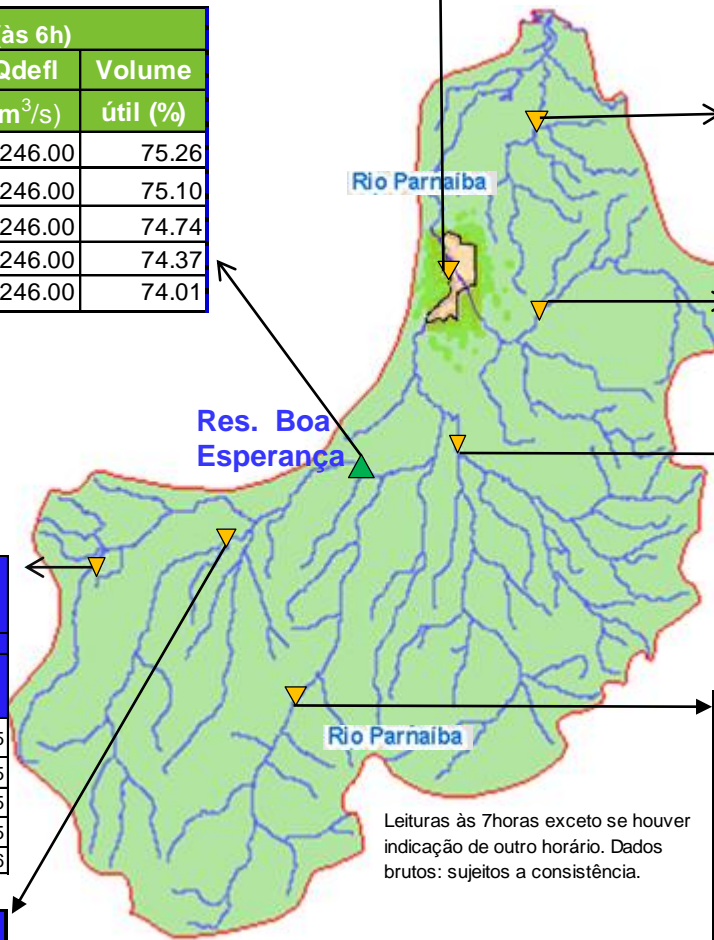 (às 6h)
Qdefl Volume
m³/s) útil (%)
246.00 75.26
246.00 75.10
246.00 74.74
246.00 74.37
246.00 74.01
Rio Parnaíba
Res. Boa
Esperança
Rio Parnaíba
Leituras às 7horas exceto se houver
indicação de outro horário. Dados
brutos: sujeitos a consistência.